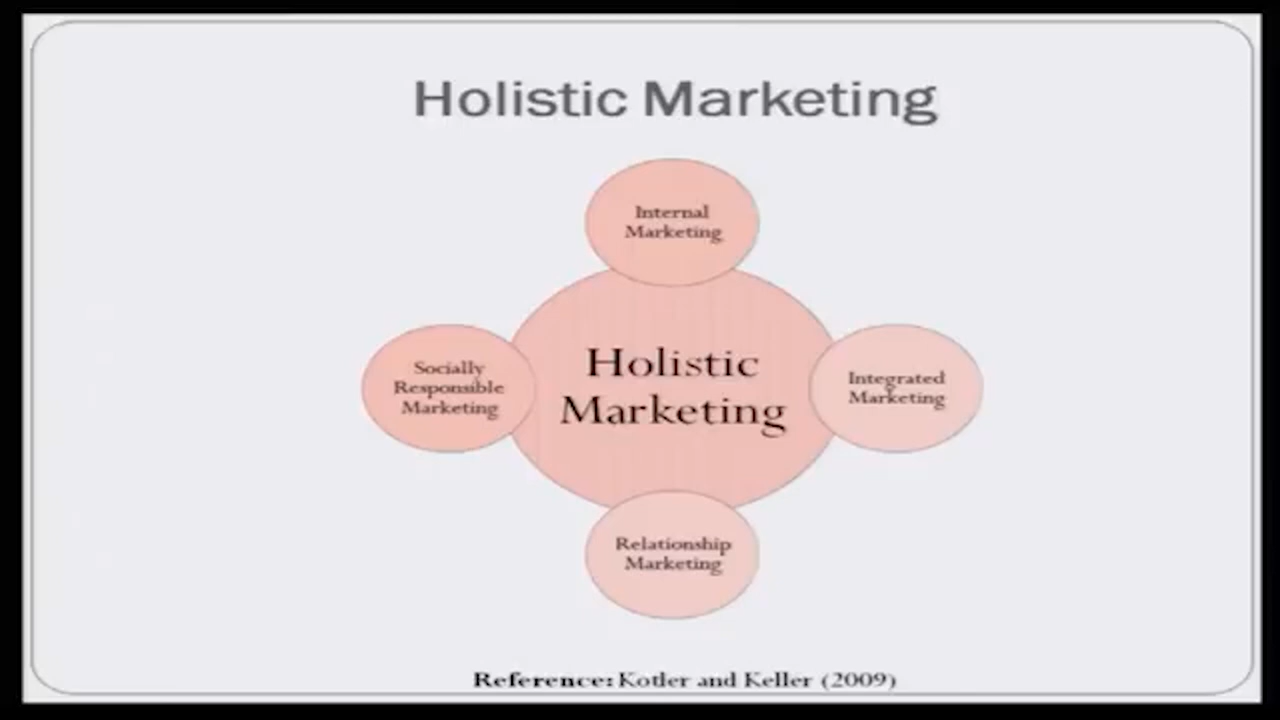 Holistic Marketing
Internal
Marketing
Socially
Responsible
Marketing
Holistic
Marketing
Integrated
Marketing
Relationship
Marketing
Reference: Kotler and Keller (2009)